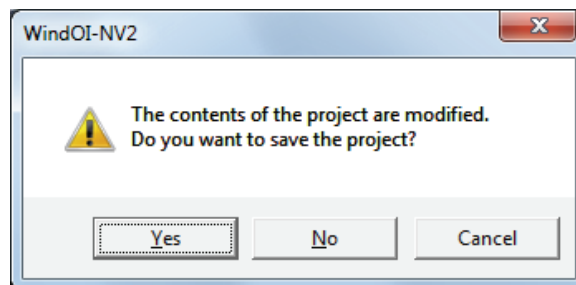 WindOI-NV2
The contents of the project are modified.
Do you want to save the project?
Yes
No
Cancel